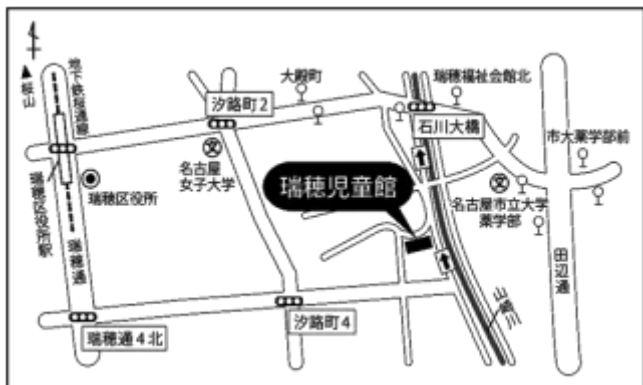 ▲桜山
地下鉄桜通線
大殿町
瑞穂福祉会館北
汐路町2
石川大橋
市大薬学部前
名古屋
女子大学
瑞穂区役所
瑞穂児童館
名古屋市立大学
薬学部
瑞穂区役所駅
瑞穂通
田辺通
山崎川
汐路町4
瑞穂通4北